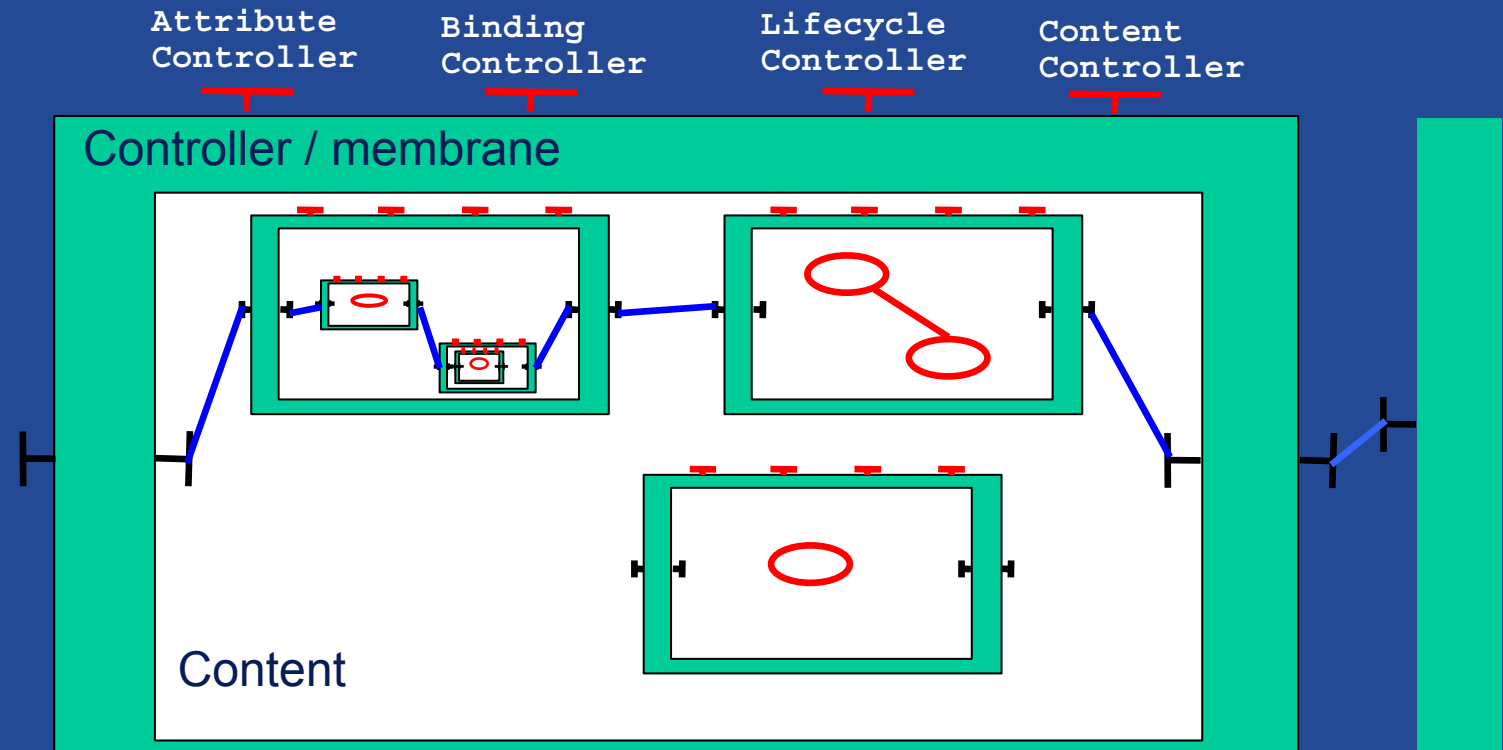 Attribute
Controller
Binding
Controller
Lifecycle
Controller
Content
Controller
Controller / membrane
Content